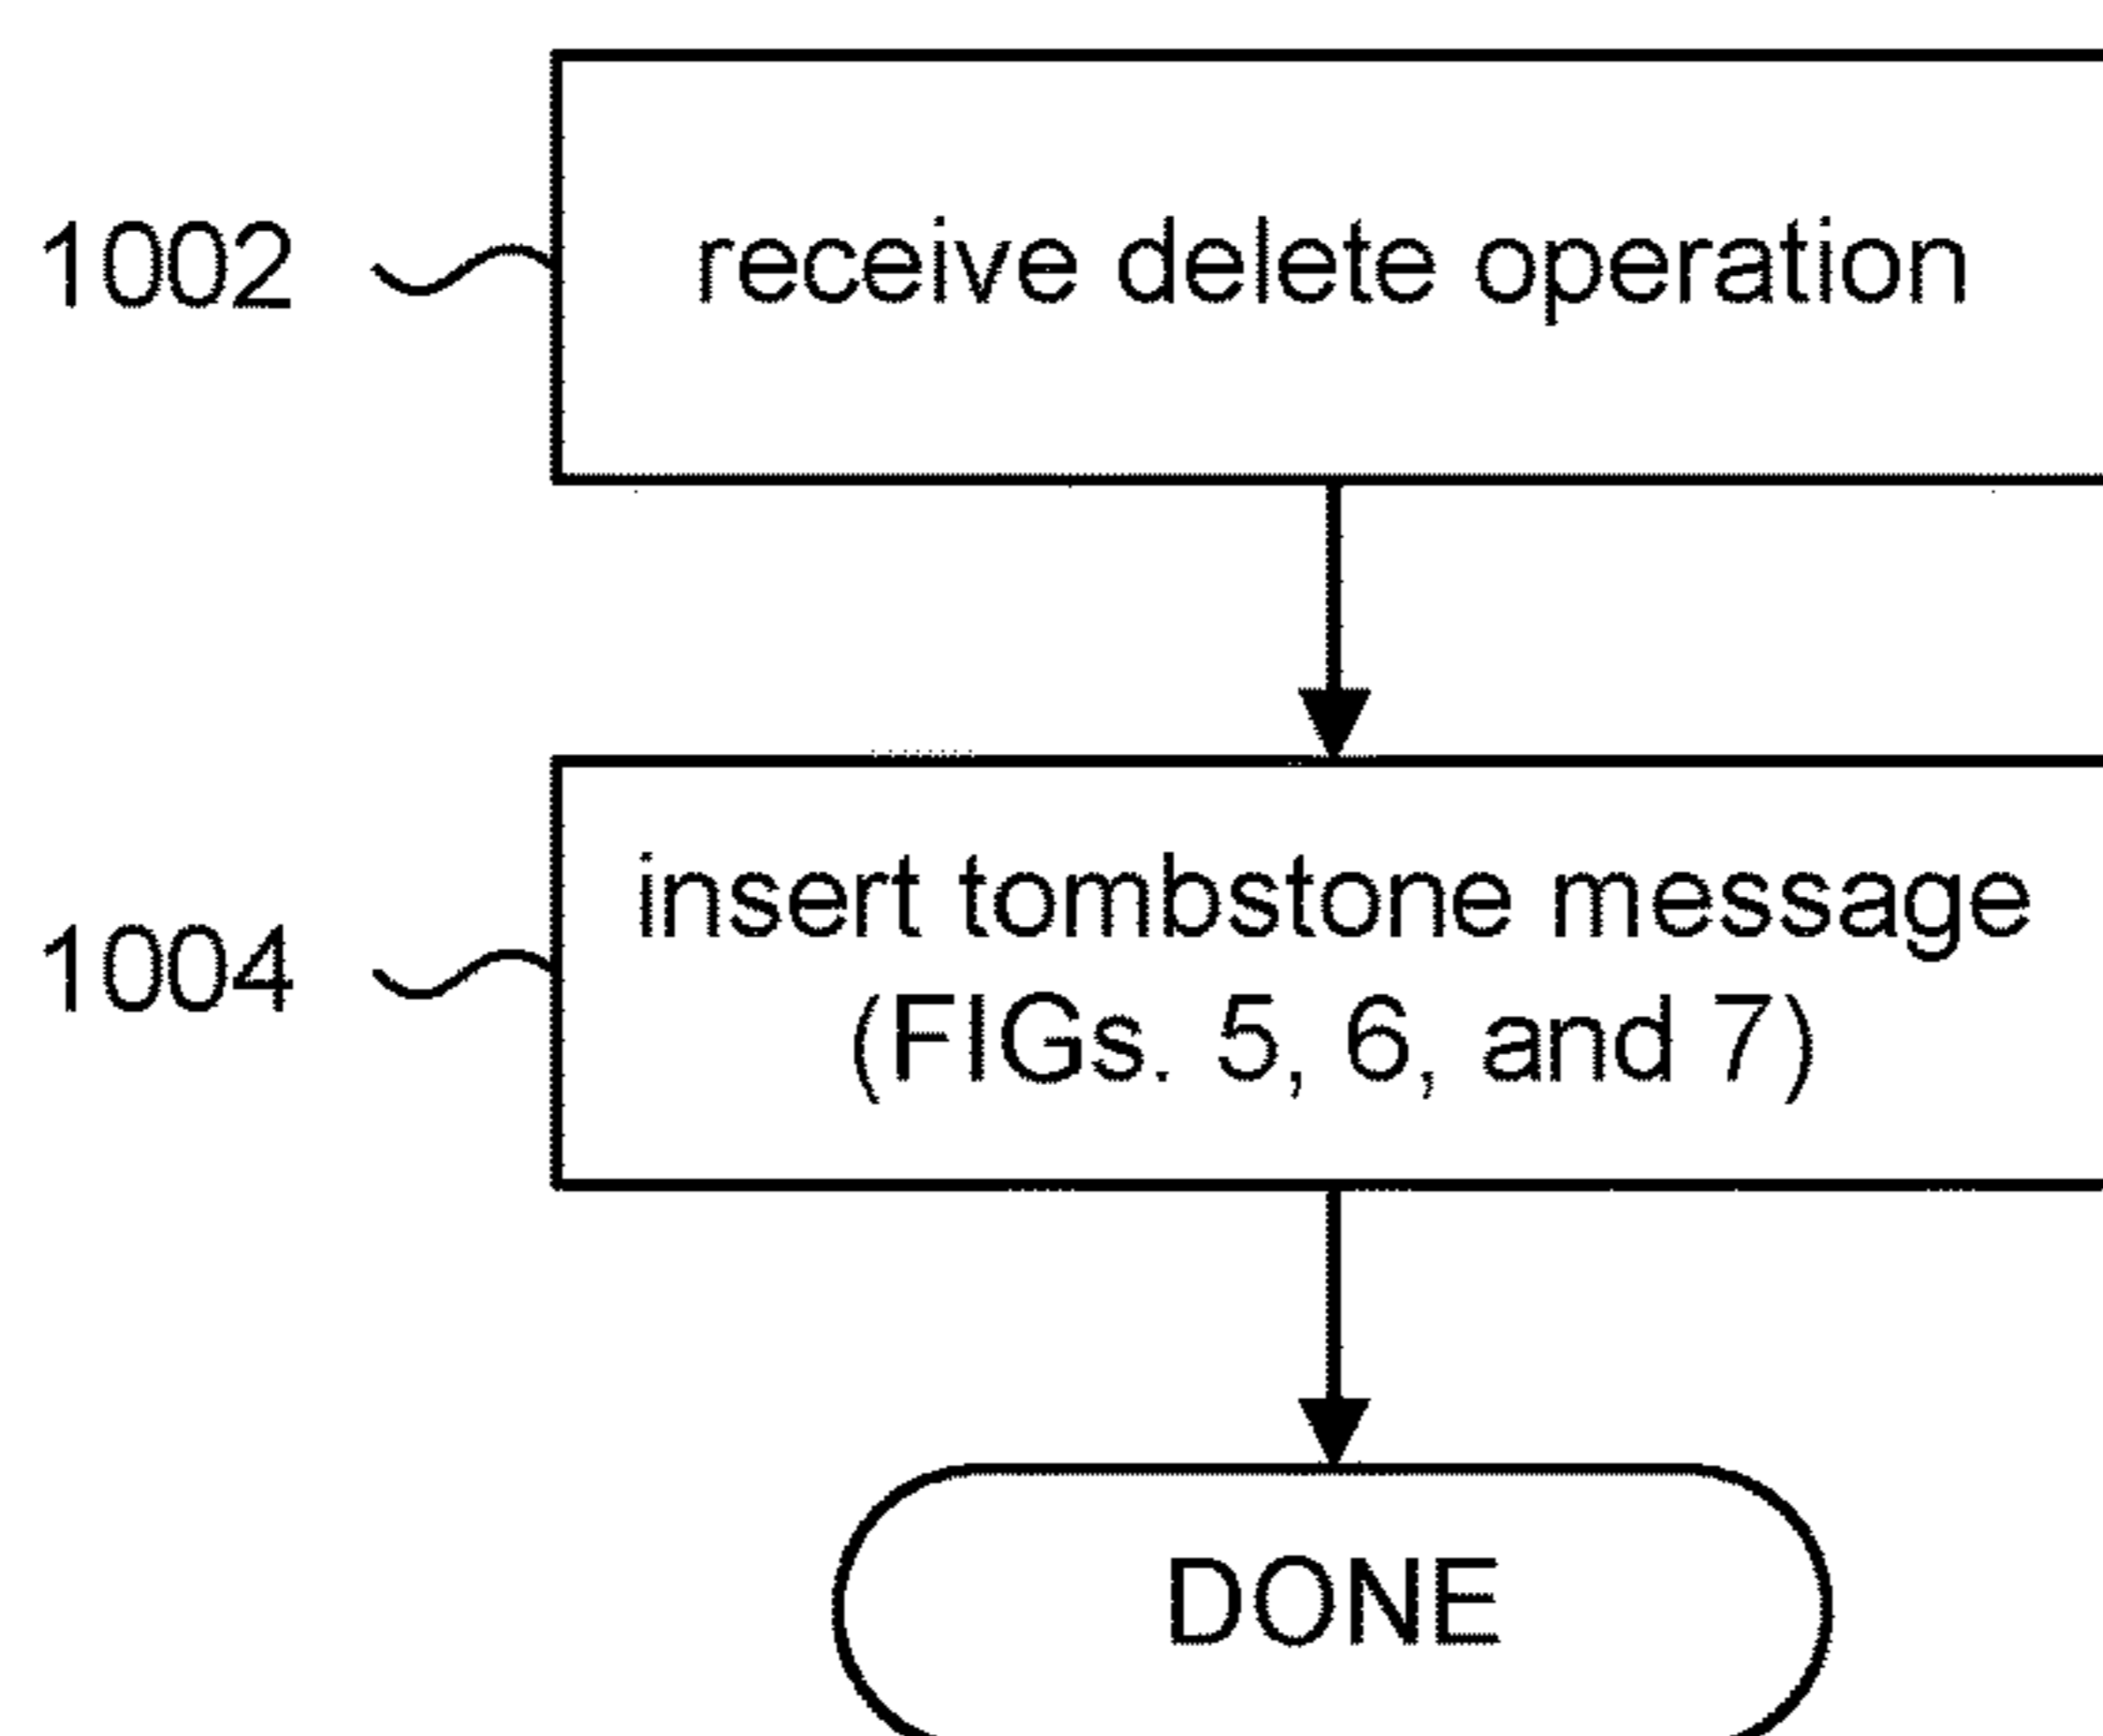 1002
receive delete operation
1004
insert tombstone message
(FIGs. 5, 6, and 7)
DONE